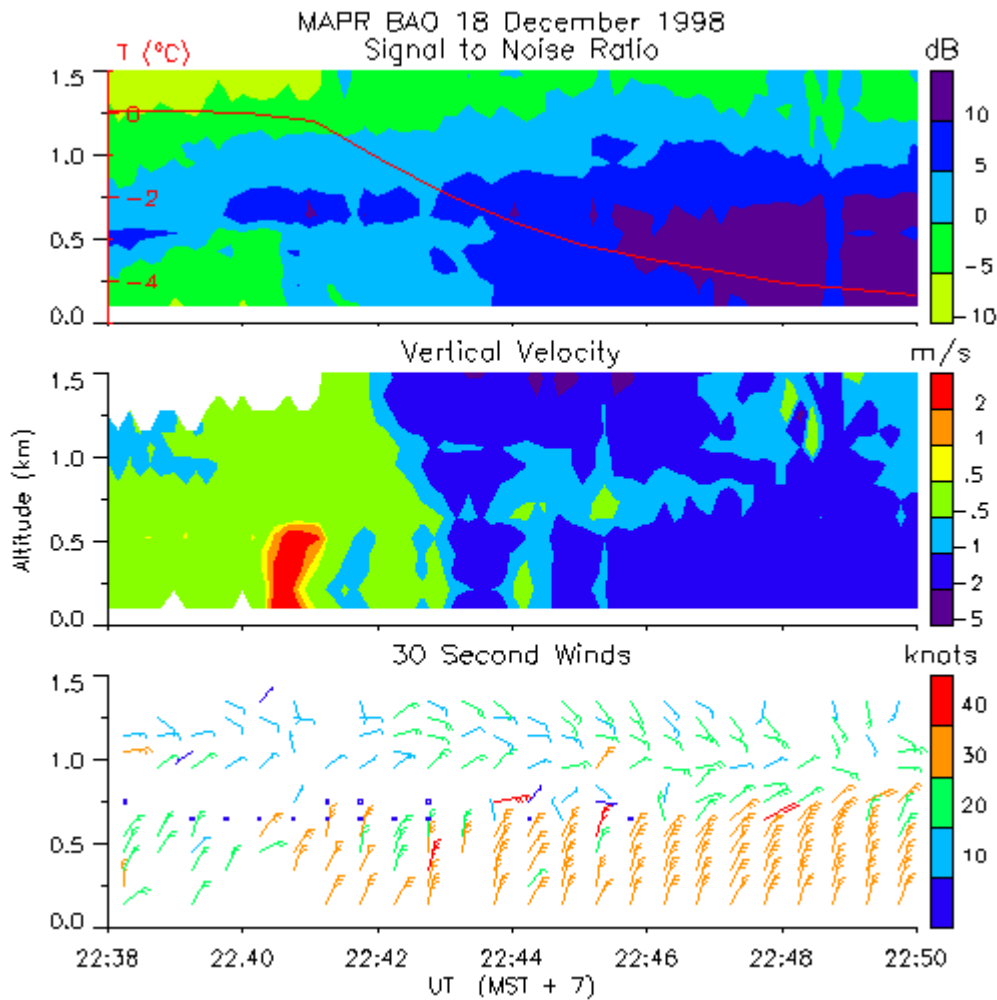 MAPR BAO 18 December 1998
Signal to Noise Ratio
T (°C)
dB
1.5
1.0
0.5
0.0
0
-2
-4
10
5
0
-5
-10
Vertical Velocity
m/s
1.5
1.0
0.5
0.0
2
1
.5
-.5
-1
-2
-5
Altitude (km)
30 Second Winds
knots
1.5
1.0
0.5
0.0
40
30
20
10
22:38 22.40 22:42 22:44 22:46 22:48 22:50
UT (MST + 7)